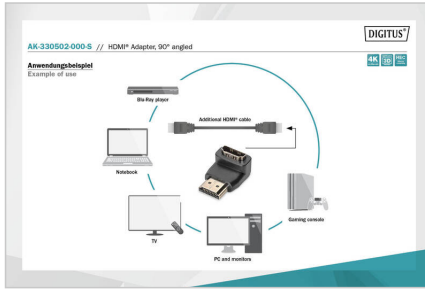 DIGITUS®
AK-330502-000-S // HDMI® Adapter, 90° angled
Anwendungsbeispiel
Example of use
4K
3D
Blu-Ray player
Additional HDMI® cable
Notebook
Gaming console
TV
PC and monitors